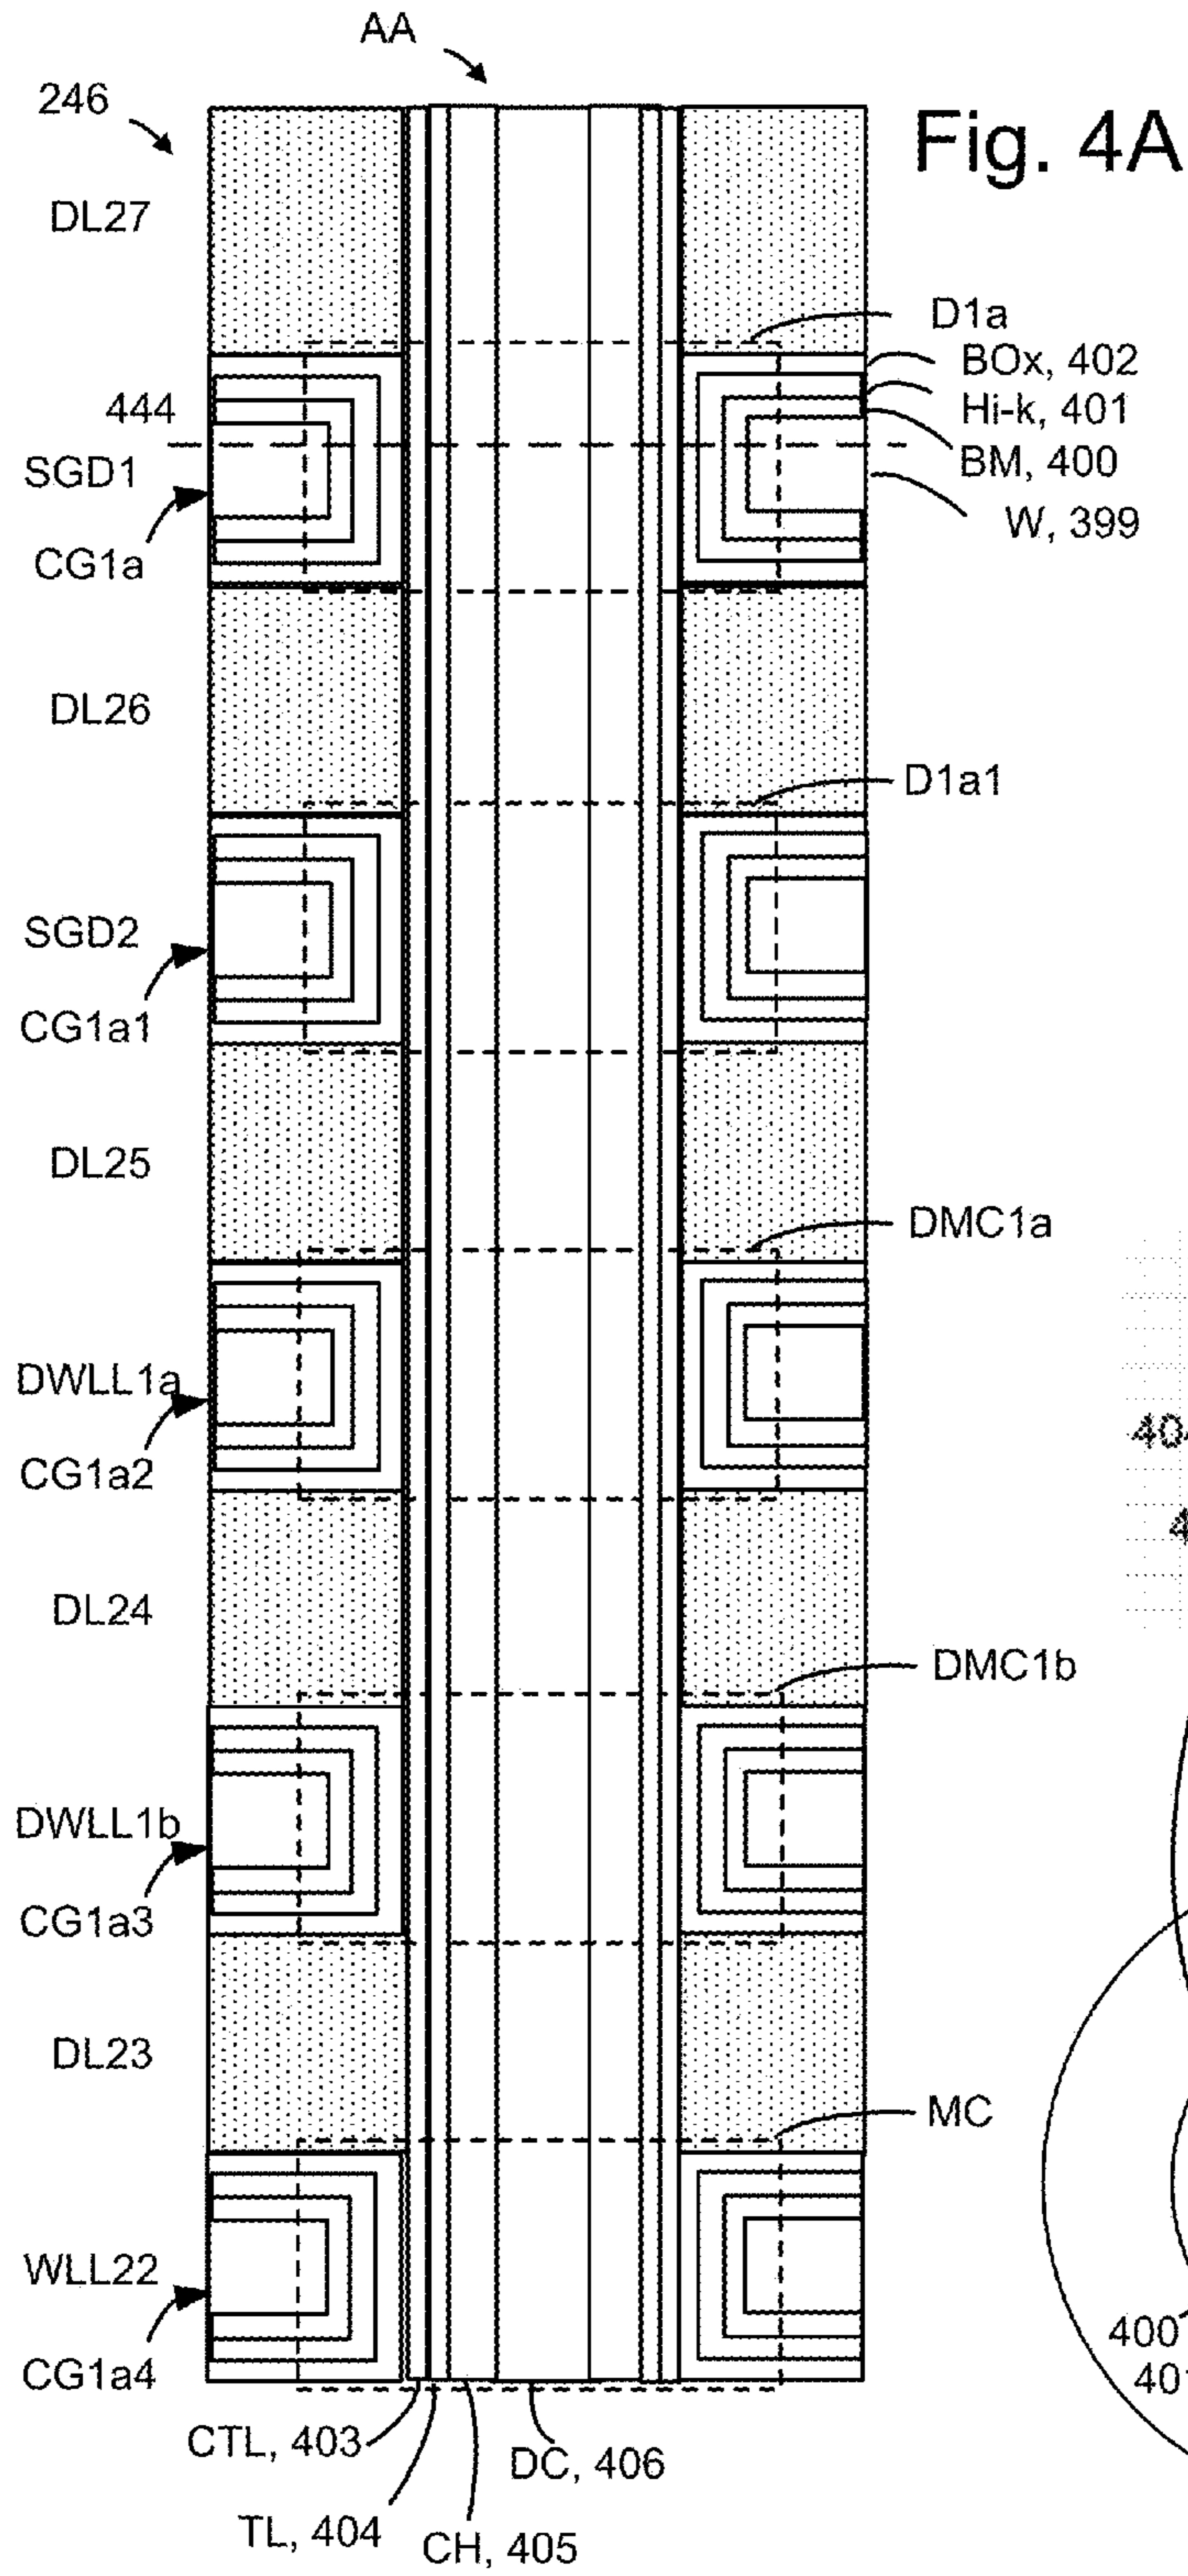 AA
246
Fig. 4A
DL27
D1a
BOx, 402
444
Hi-k, 401
SGD1
BM, 400
W, 399
CG1a
DL26
D1a1
SGD2
CG1a1
DL25
DMC1a
DWLL1a
CG1a2
DL24
DMC1b
DWLL1b
CG1a3
DL23
MC
WLL22
400
CG1a4
CTL, 403
DC, 406
TL, 404
CH, 405